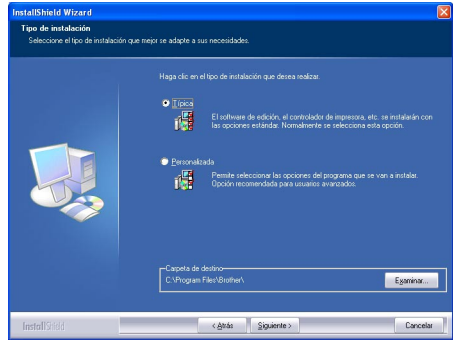 InstallShield Wizard
Tipo de instalación
Seleccione el tipo de instalación que mejor se adapte a sus necesidades.
Haga clic en el tipo de instalación que desea realizar.
Típica
El software de edición, el controlador de impresora, etc. se instalarán con
las opciones estándar. Normalmente se selecciona esta opción.
Personalizada
Permite seleccionar las opciones del programa que se van a instalar.
Opción recomendada para usuarios avanzados.
Carpeta de destino
C:\Program Files\Brother\
Examinar...
InstallShield
< Atrás
Siguiente >
Cancelar